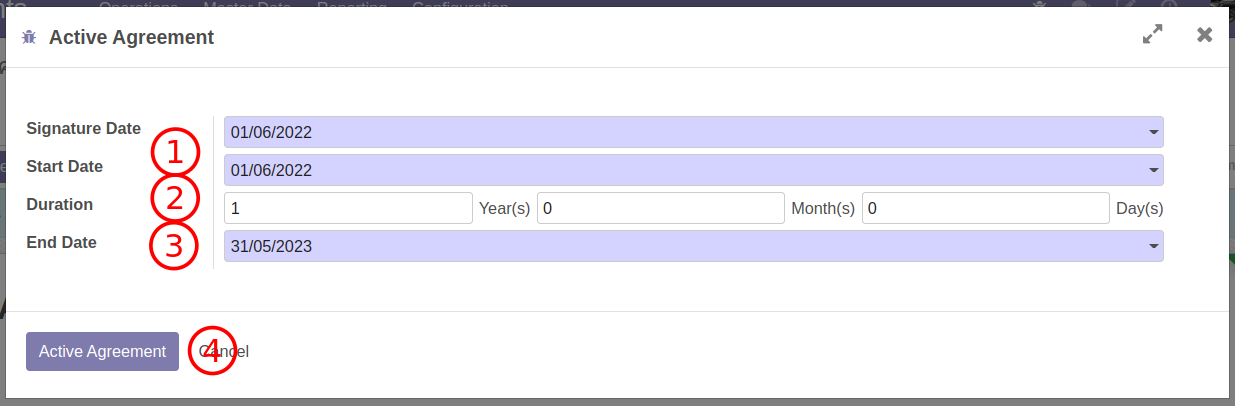 Operations Master Data Reporting Configuration
Active Agreement
Signature Date 01/06/2022
1
Start Date 01/06/2022
2
Duration 1 Year(s) 0 Month(s) 0 Day(s)
3
End Date 31/05/2023
Active Agreement Cancel
4